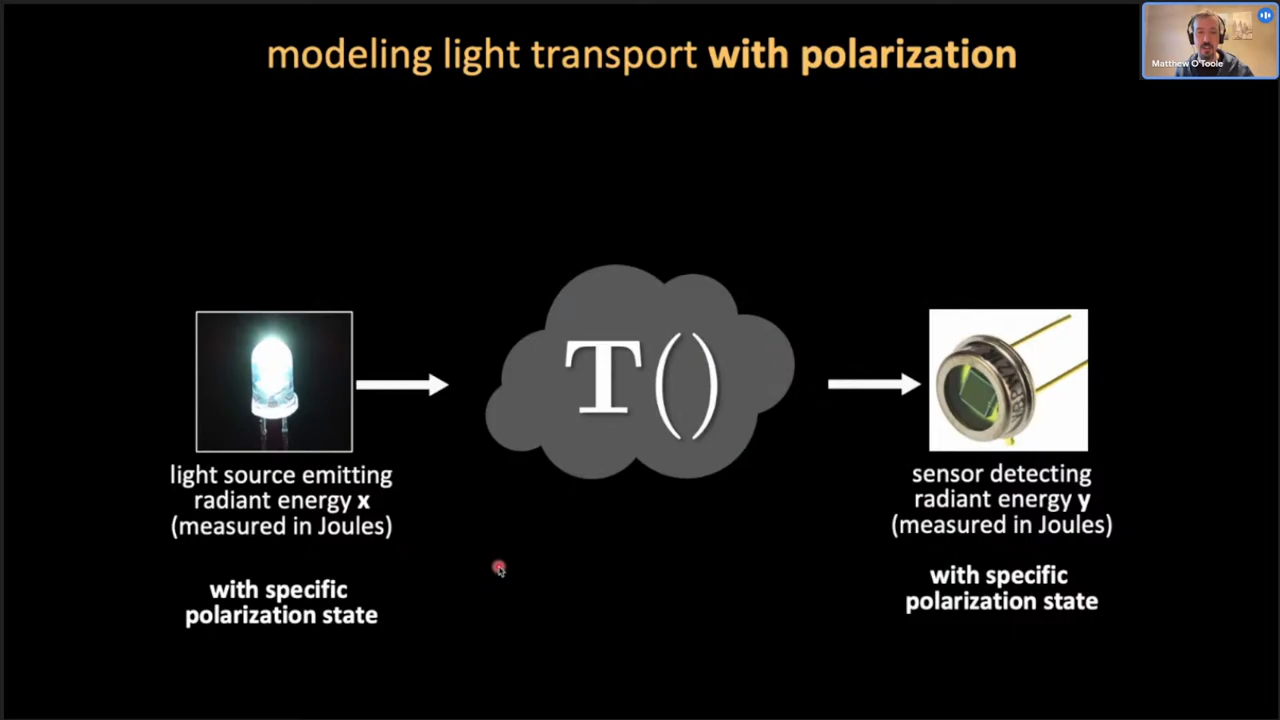 modeling light transport with polarization
Matthew O'Toole
T()
light source emitting
radiant energy x
(measured in Joules)
with specific
polarization state
sensor detecting
radiant energy y
(measured in Joules)
with specific
polarization state